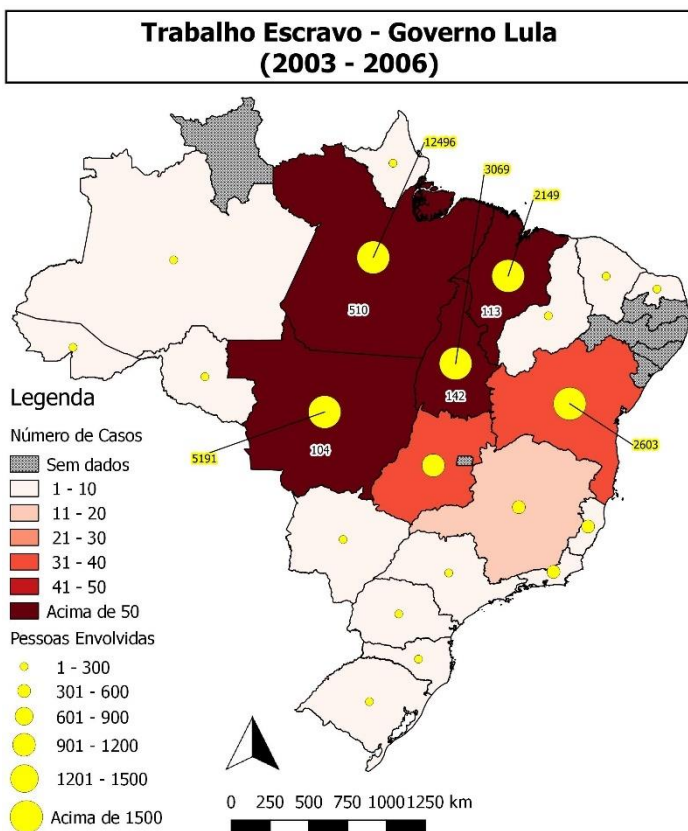 Trabalho Escravo - Governo Lula
(2003 - 2006)
12496
3069
2149
510
113
142
104
5191
2603
Legenda
Número de Casos
Sem dados
1 - 10
11 - 20
21 - 30
31 - 40
41 - 50
Acima de 50
Pessoas Envolvidas
1 - 300
301 - 600
601 - 900
901 - 1200
1201 - 1500
Acima de 1500
0 250 500 750 1000 1250 km